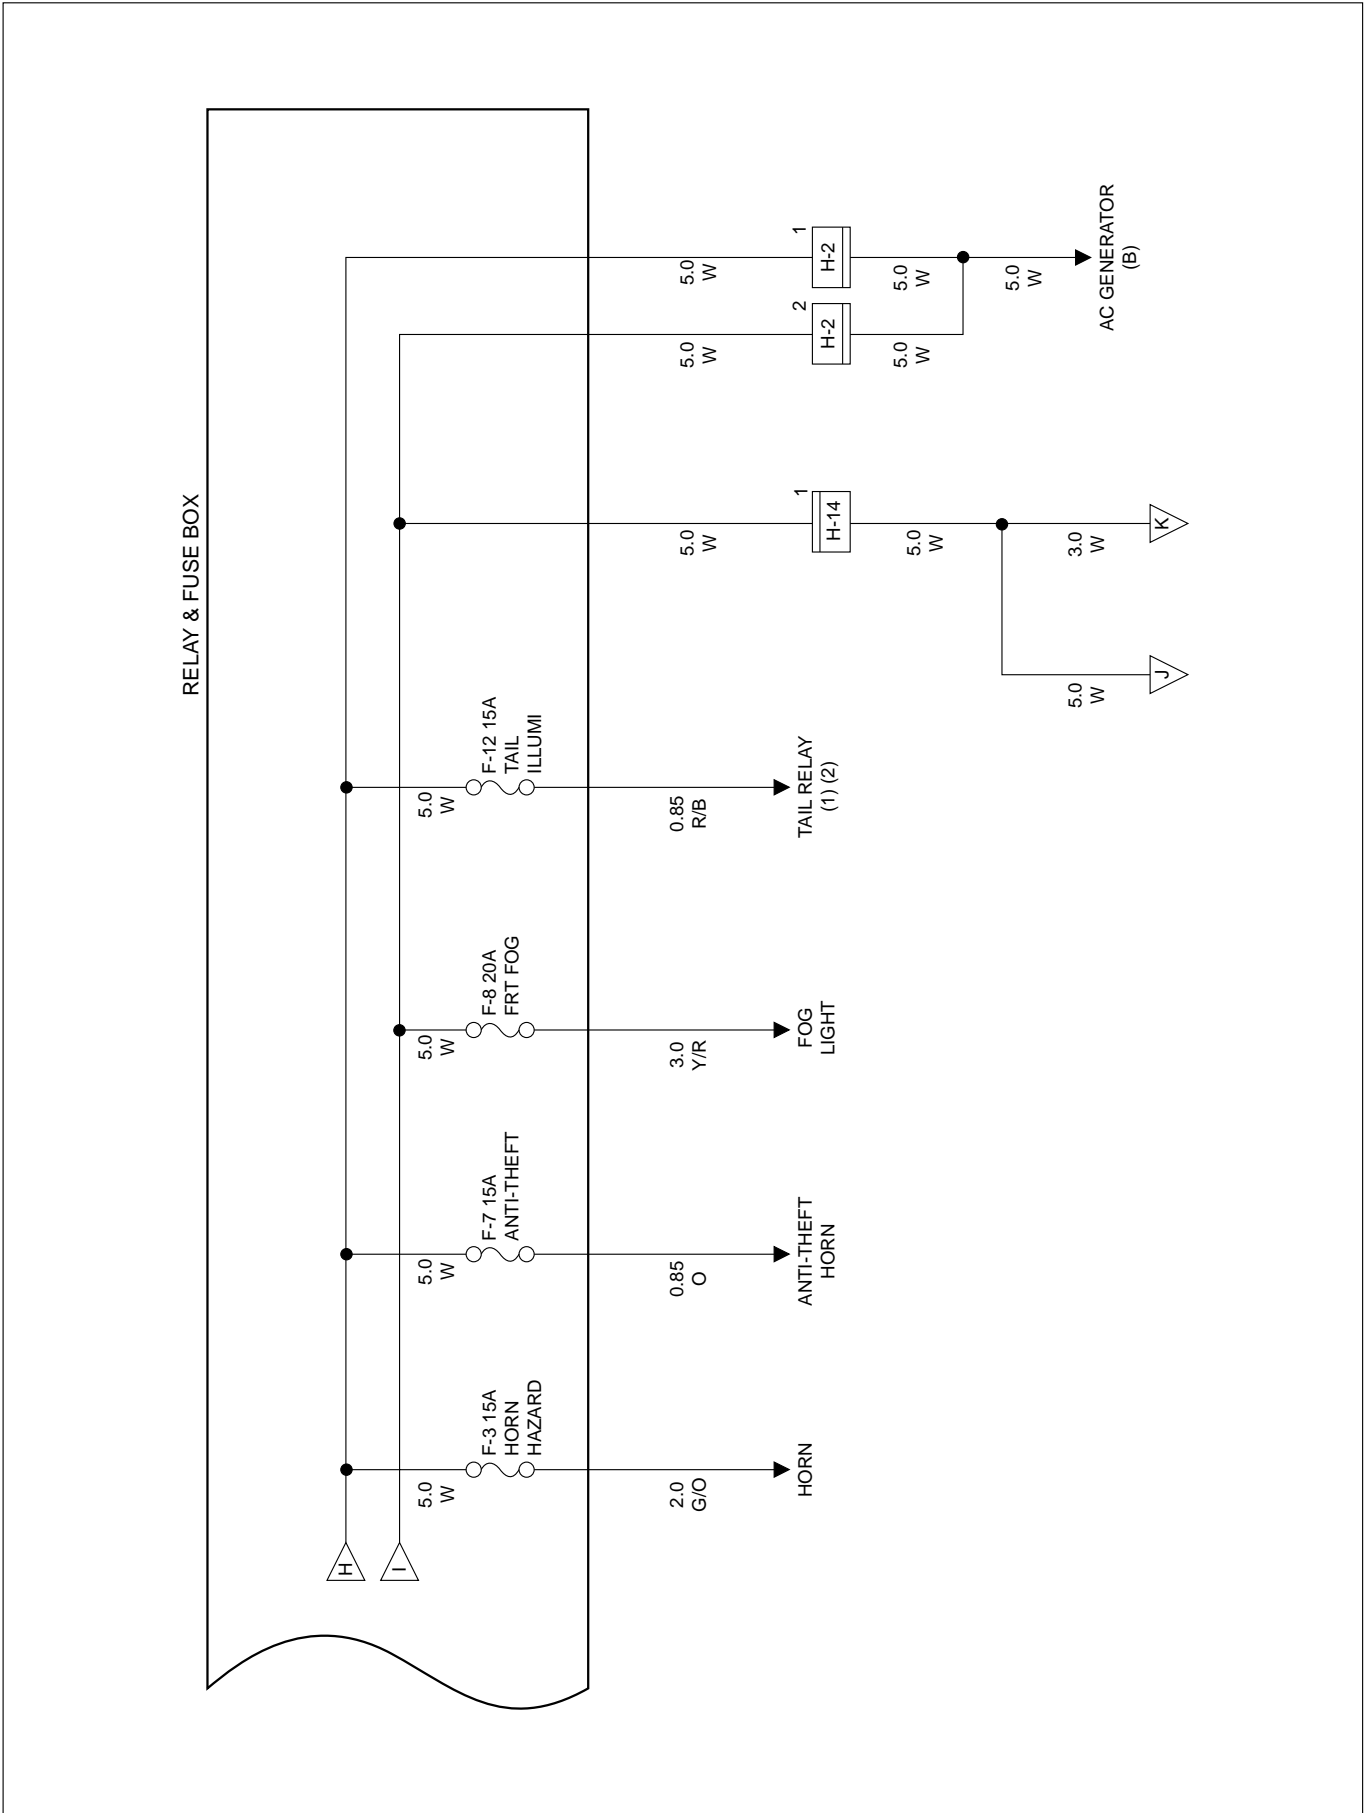 RELAY & FUSE BOX
H
I
5.0
W
F-3 15A
HORN
HAZARD
2.0
G/O
HORN
5.0
W
F-7 15A
ANTI-THEFT
0.85
O
ANTI-THEFT
HORN
5.0
W
F-8 20A
FRT FOG
3.0
Y/R
FOG
LIGHT
5.0
W
F-12 15A
TAIL
ILLUMI
0.85
R/B
TAIL RELAY
(1) (2)
5.0
W
1
H-14
5.0
W
5.0
W
J
3.0
W
K
5.0
W
2
H-2
5.0
W
5.0
W
1
H-2
5.0
W
5.0
W
AC GENERATOR
(B)